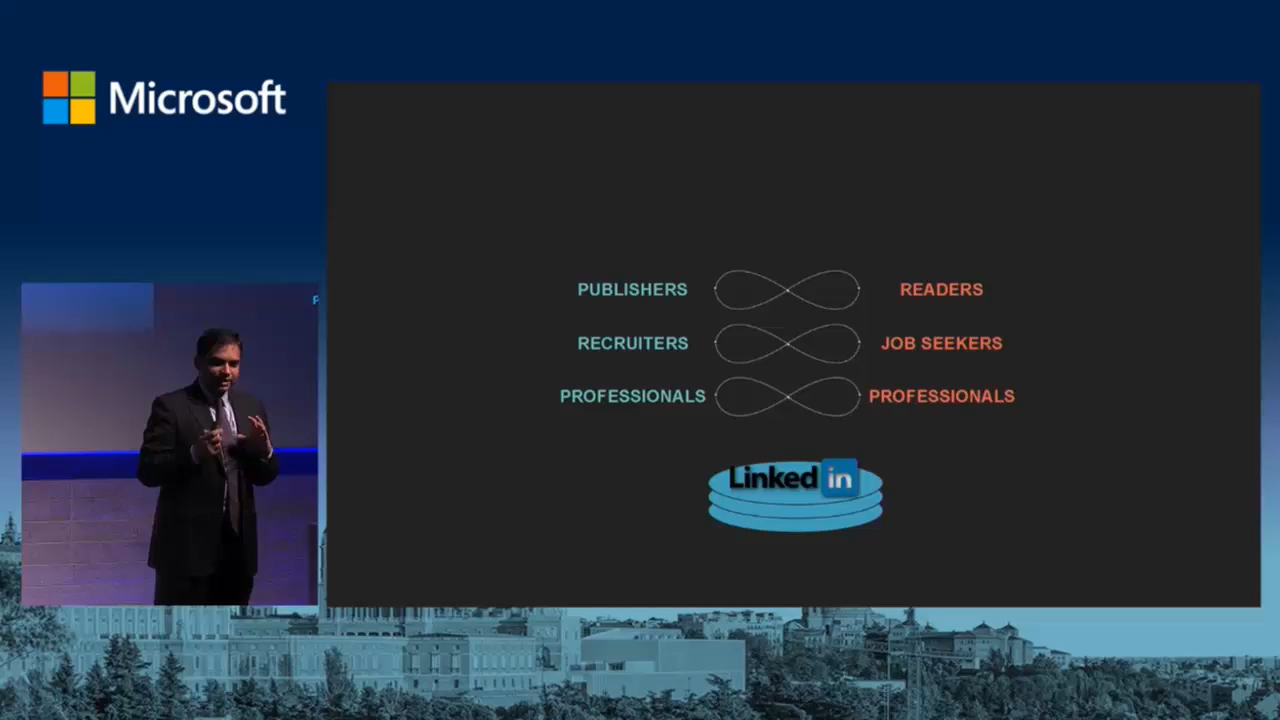 Microsoft
PUBLISHERS READERS
RECRUITERS JOB SEEKERS
PROFESSIONALS PROFESSIONALS
Linked in